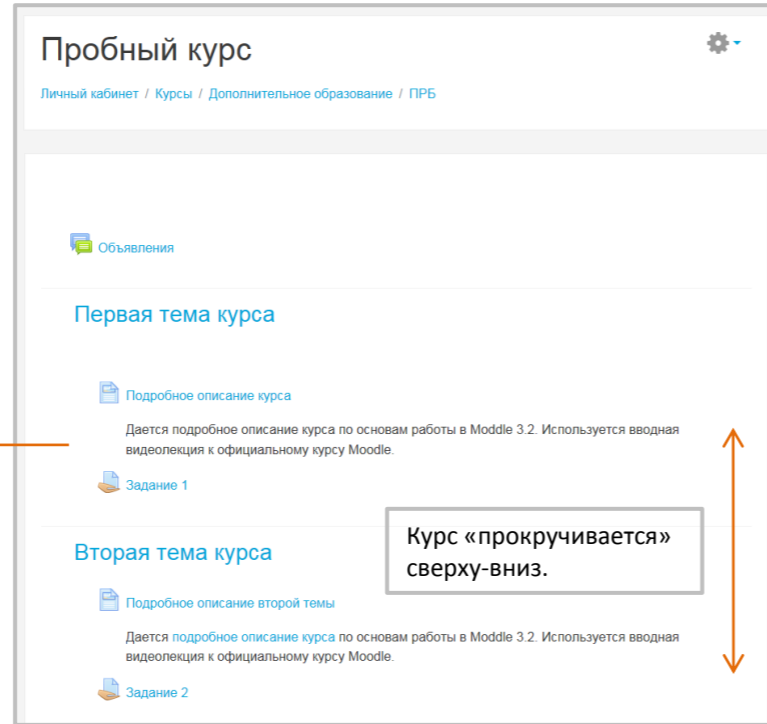 Пробный курс
Личный кабинет / Курсы / Дополнительное образование / ПРБ
Объявления
Первая тема курса
Подробное описание курса
Дается подробное описание курса по основам работы в Moddle 3.2. Используется вводная
видеолекция к официальному курсу Moodle.
Задание 1
Курс «прокручивается»
сверху-вниз.
Вторая тема курса
Подробное описание второй темы
Дается подробное описание курса по основам работы в Moddle 3.2. Используется вводная
видеолекция к официальному курсу Moodle.
Задание 2